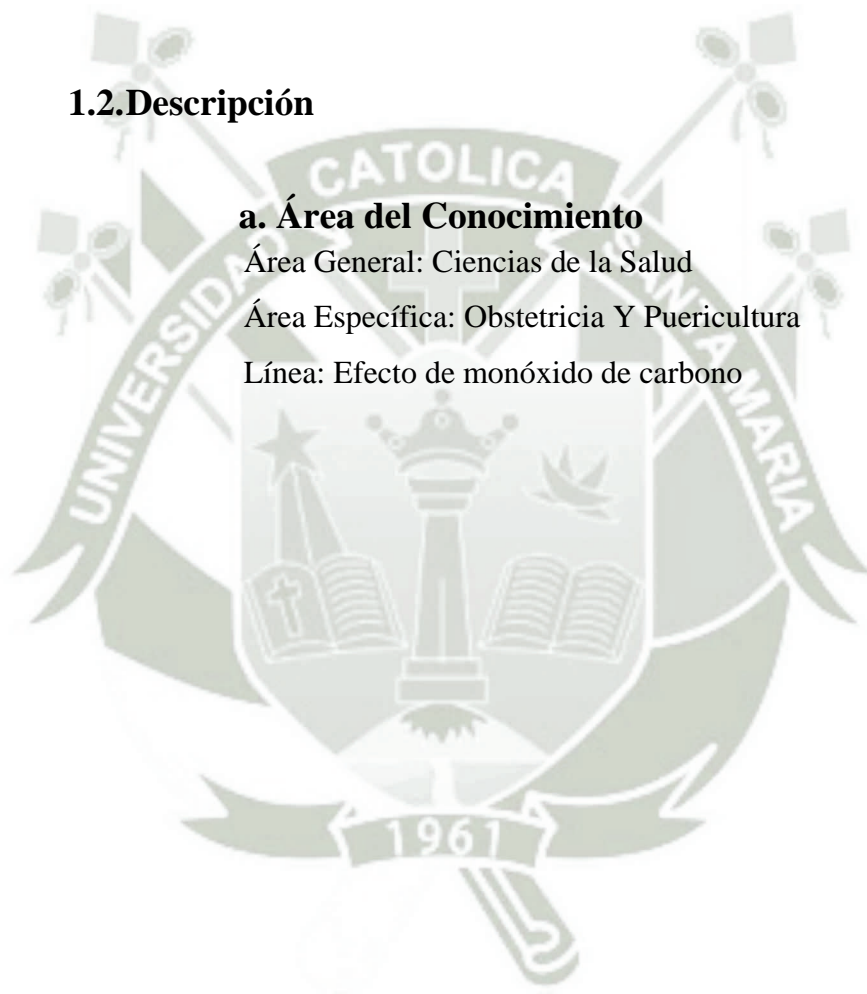 1.2.Descripción
a. Área del Conocimiento
Área General: Ciencias de la Salud
Área Específica: Obstetricia Y Puericultura
Línea: Efecto de monóxido de carbono
UNIVERSIDAD CATOLICA SANTA MARIA
1961